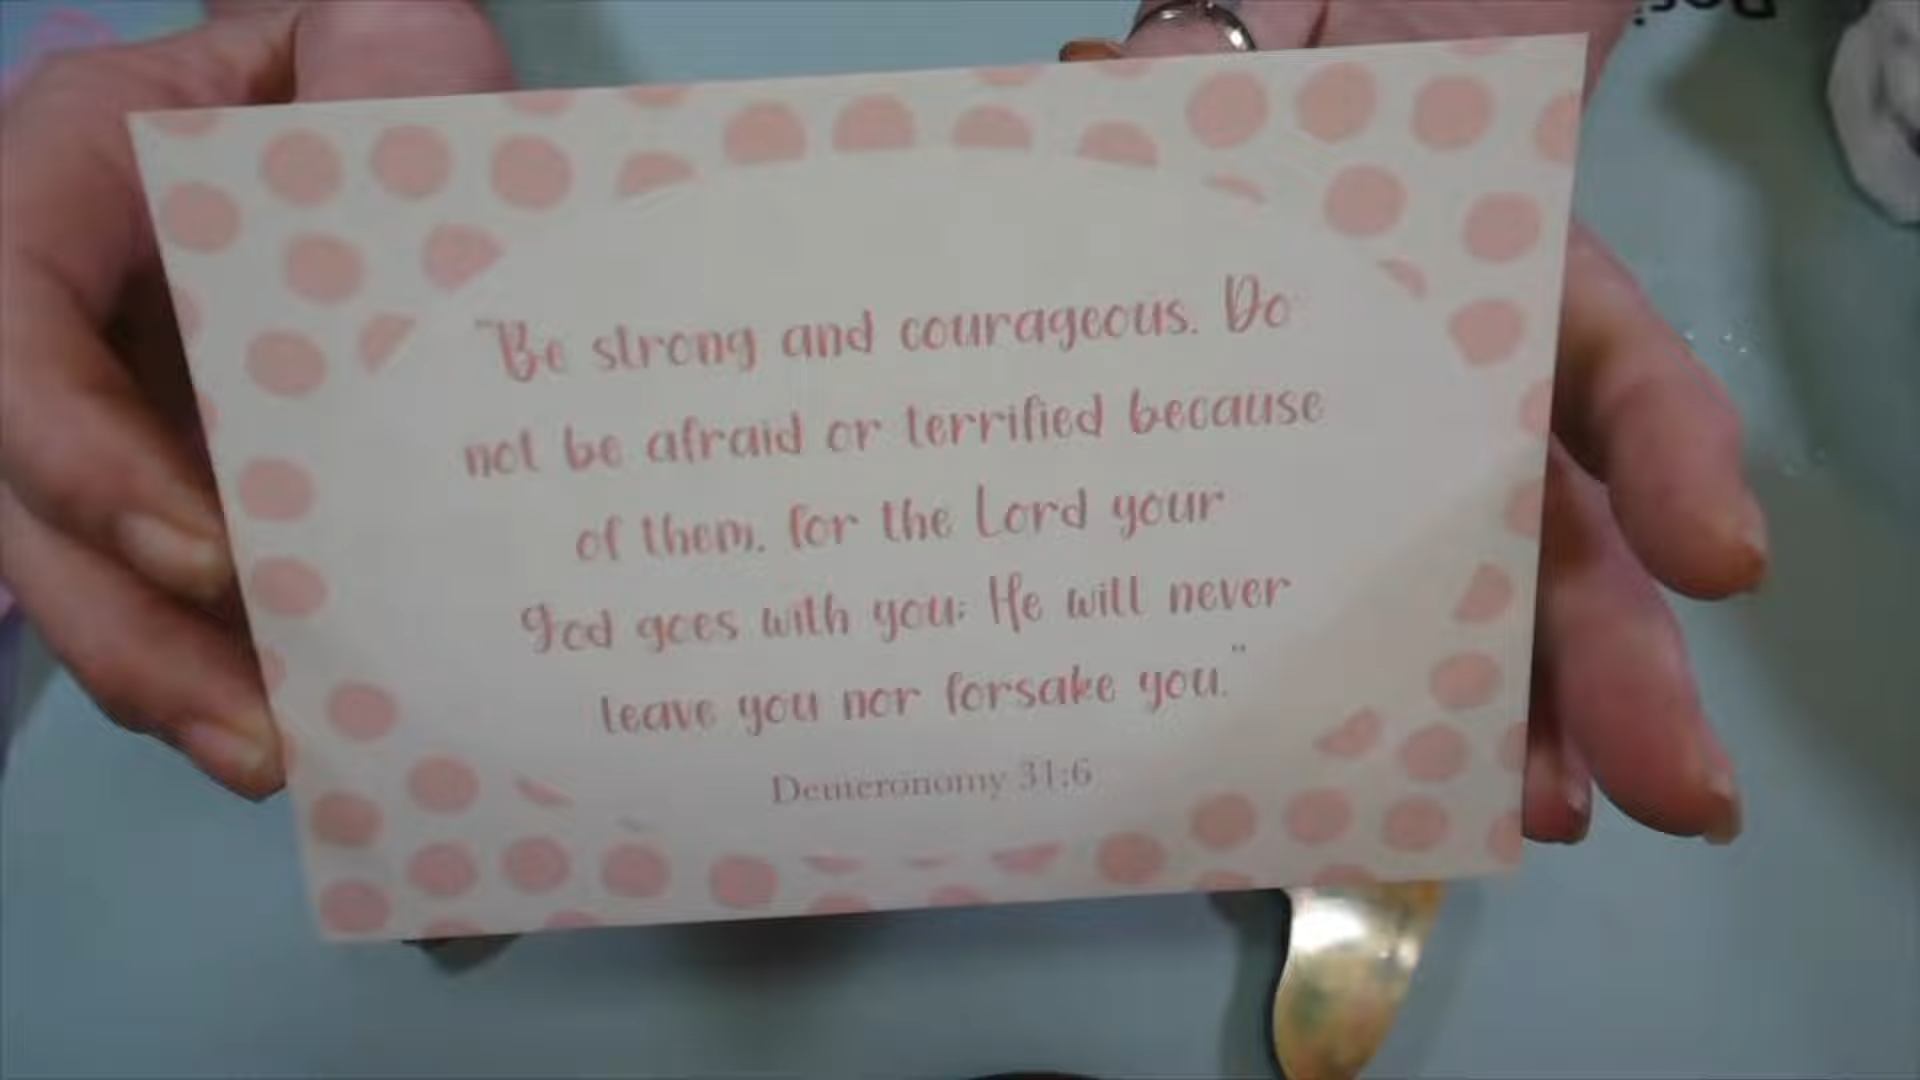 "Be strong and courageous. Do
not be afraid or terrified because
of them, for the Lord your
God goes with you; He will never
leave you nor forsake you."
Deuteronomy 31:6